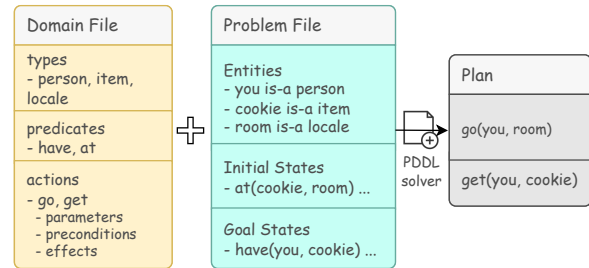 Domain File
types
- person, item,
locale
predicates
- have, at
actions
- go, get
- parameters
- preconditions
- effects
Problem File
Entities
- you is-a person
- cookie is-a item
- room is-a locale
Initial States
- at(cookie, room) ...
Goal States
- have(you, cookie) ...
PDDL
solver
Plan
go(you, room)
get(you, cookie)